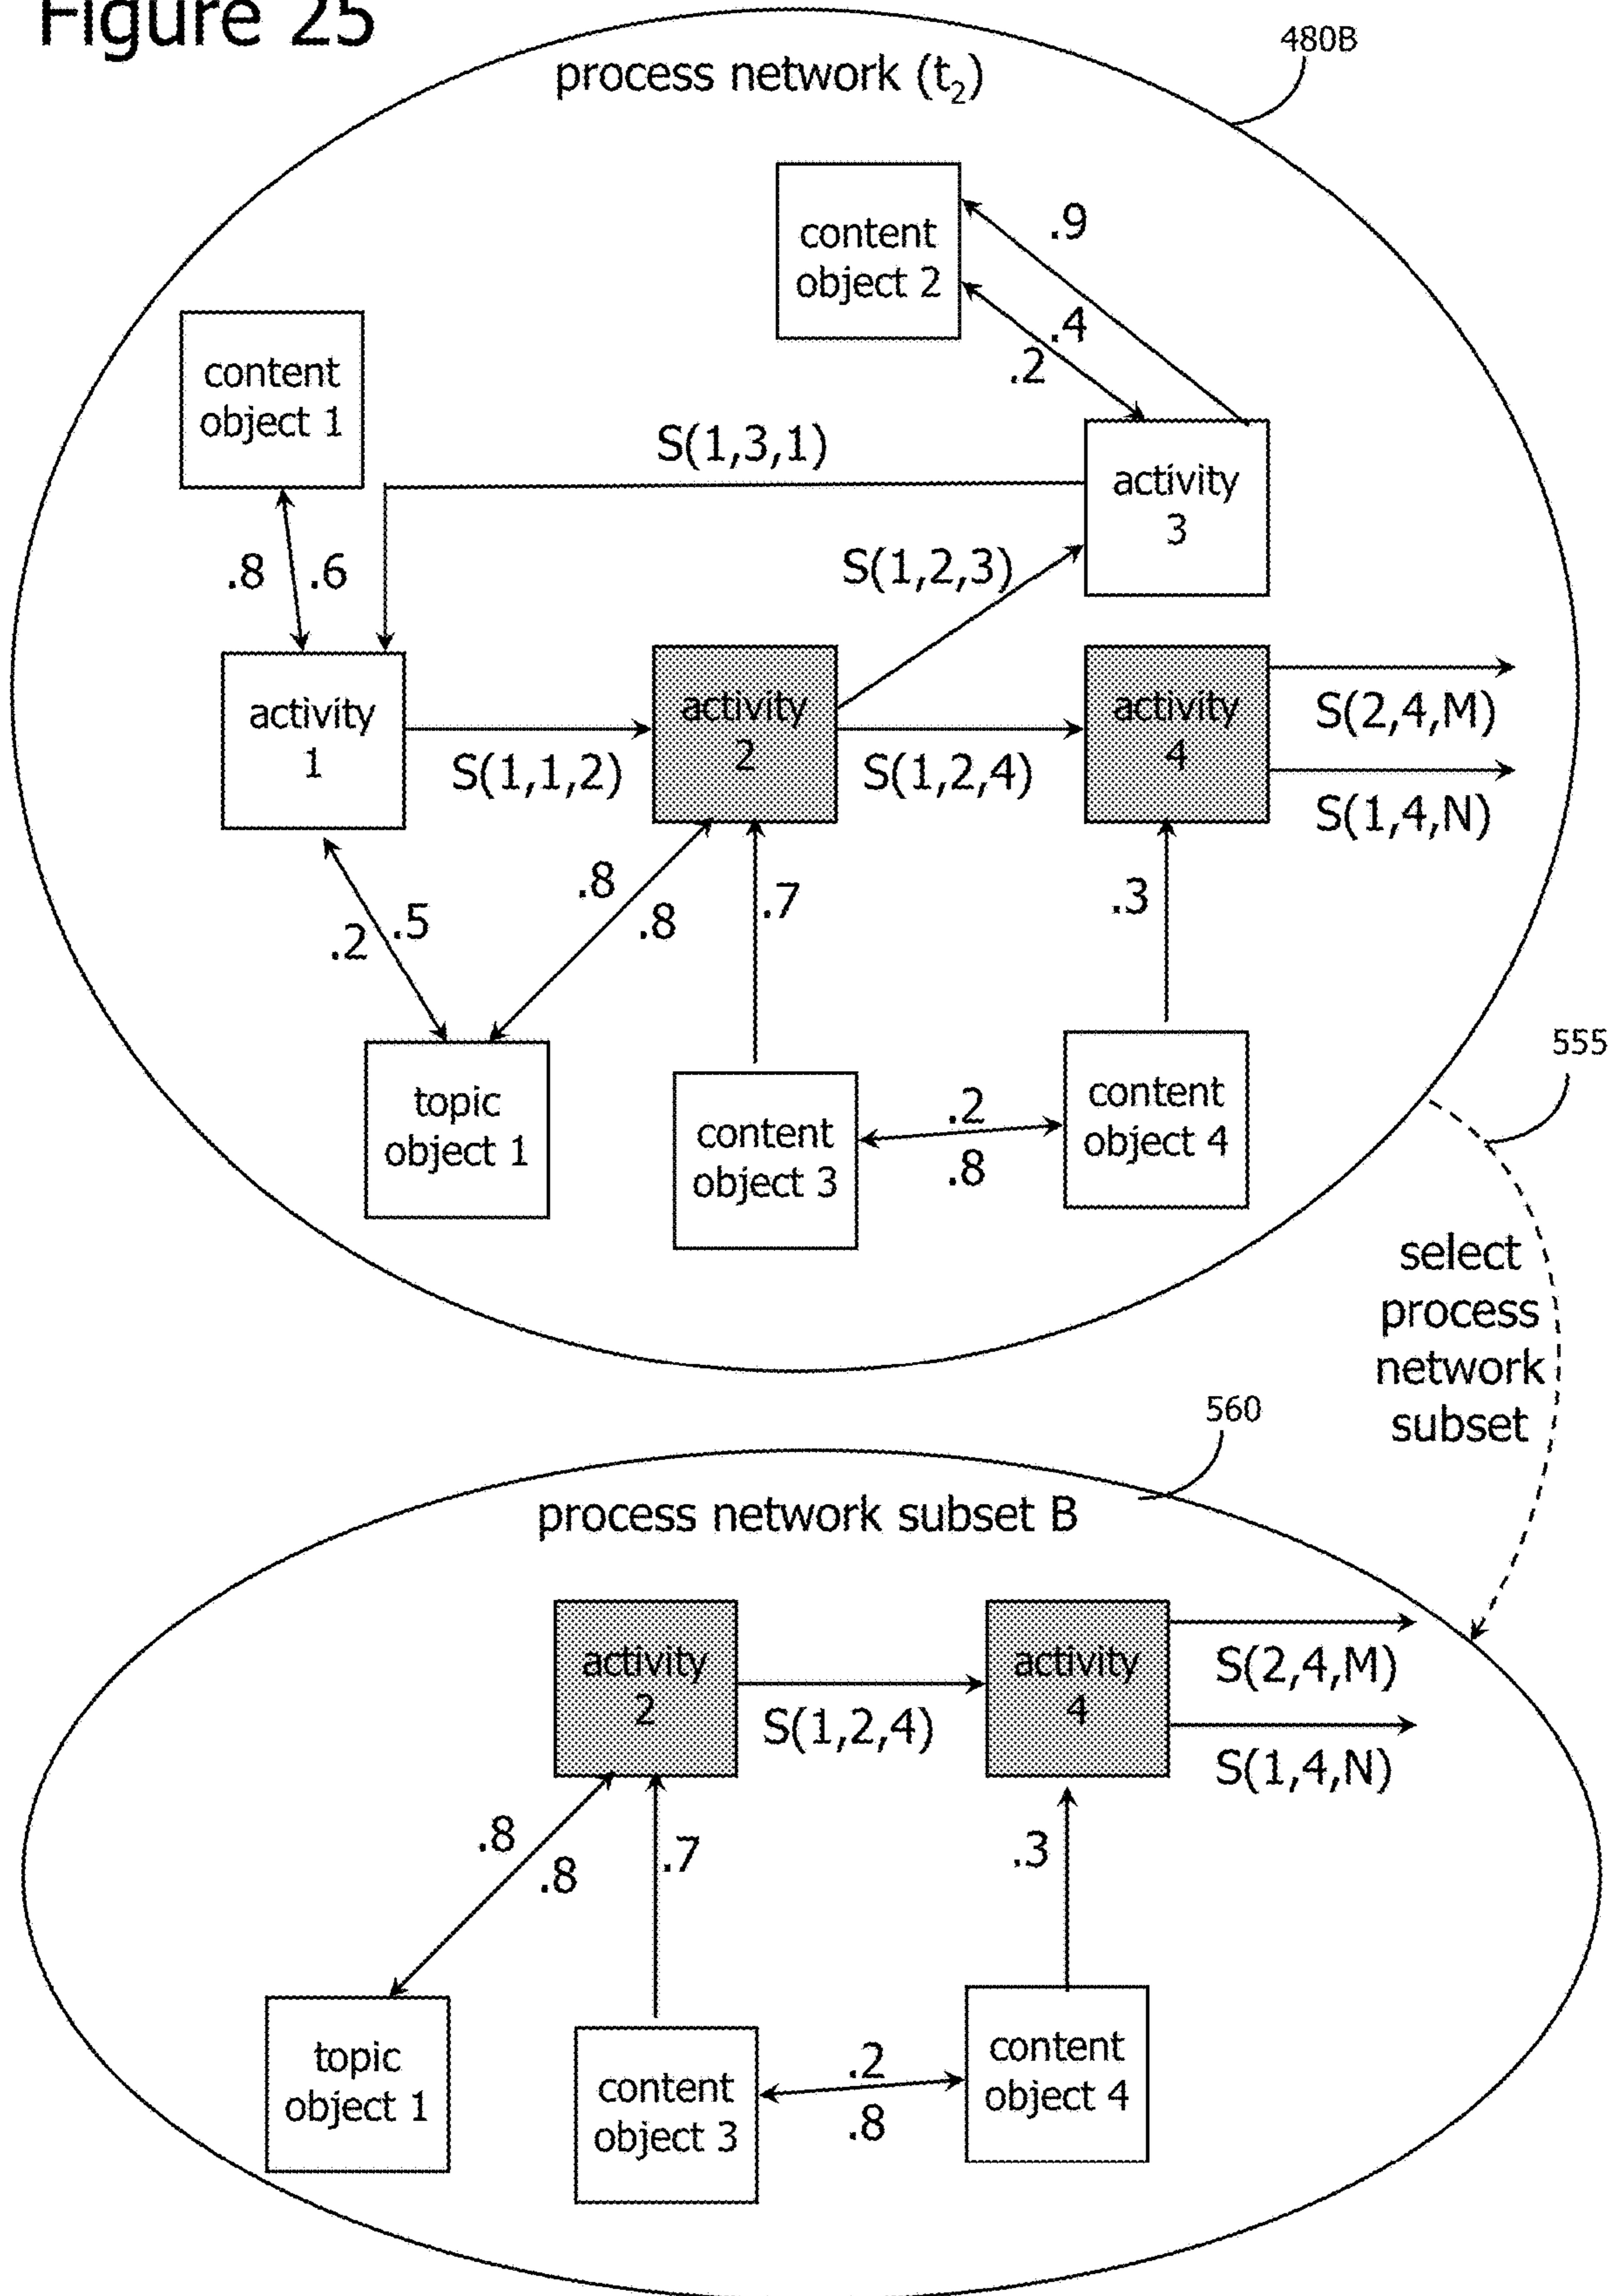 Figure 25
480B
process network (t2)
content
object 2
.9
.4
.2
content
object 1
S(1,3,1)
activity
3
.8
.6
S(1,2,3)
activity
1
S(1,1,2)
activity
2
S(1,2,4)
activity
4
S(2,4,M)
S(1,4,N)
.2
.5
.8
.8
.7
.3
topic
object 1
content
object 3
.2
.8
content
object 4
555
select
process
network
subset
560
process network subset B
activity
2
S(1,2,4)
activity
4
S(2,4,M)
S(1,4,N)
.8
.8
.7
.3
topic
object 1
content
object 3
.2
.8
content
object 4